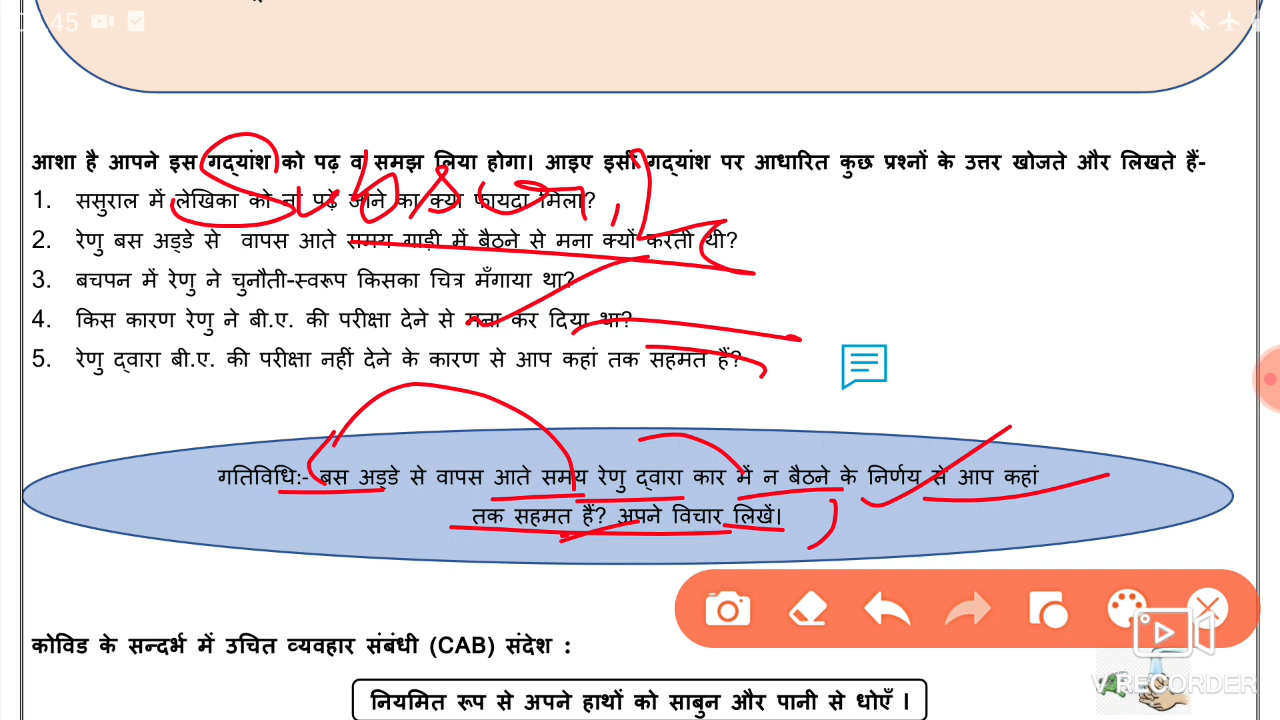 :45
आशा है आपने इस गद्यांश को पढ़ व समझ लिया होगा। आइए इसी गद्यांश पर आधारित कुछ प्रश्नों के उत्तर खोजते और लिखते हैं-
1. ससुराल में लेखिका को ना पढ़ें जाने का क्या फायदा मिला?
2. रेणु बस अड्डे से वापस आते समय गाड़ी में बैठने से मना क्यों करती थी?
3. बचपन में रेणु ने चुनौती-स्वरूप किसका चित्र मँगाया था?
4. किस कारण रेणु ने बी.ए. की परीक्षा देने से मना कर दिया था?
5. रेणु द्वारा बी.ए. की परीक्षा नहीं देने के कारण से आप कहां तक सहमत हैं?
गतिविधि:- बस अड्डे से वापस आते समय रेणु द्वारा कार में न बैठने के निर्णय से आप कहां
तक सहमत हैं? अपने विचार लिखें।
कोविड के सन्दर्भ में उचित व्यवहार संबंधी (CAB) संदेश :
V RECORDER
नियमित रूप से अपने हाथों को साबुन और पानी से धोएँ ।